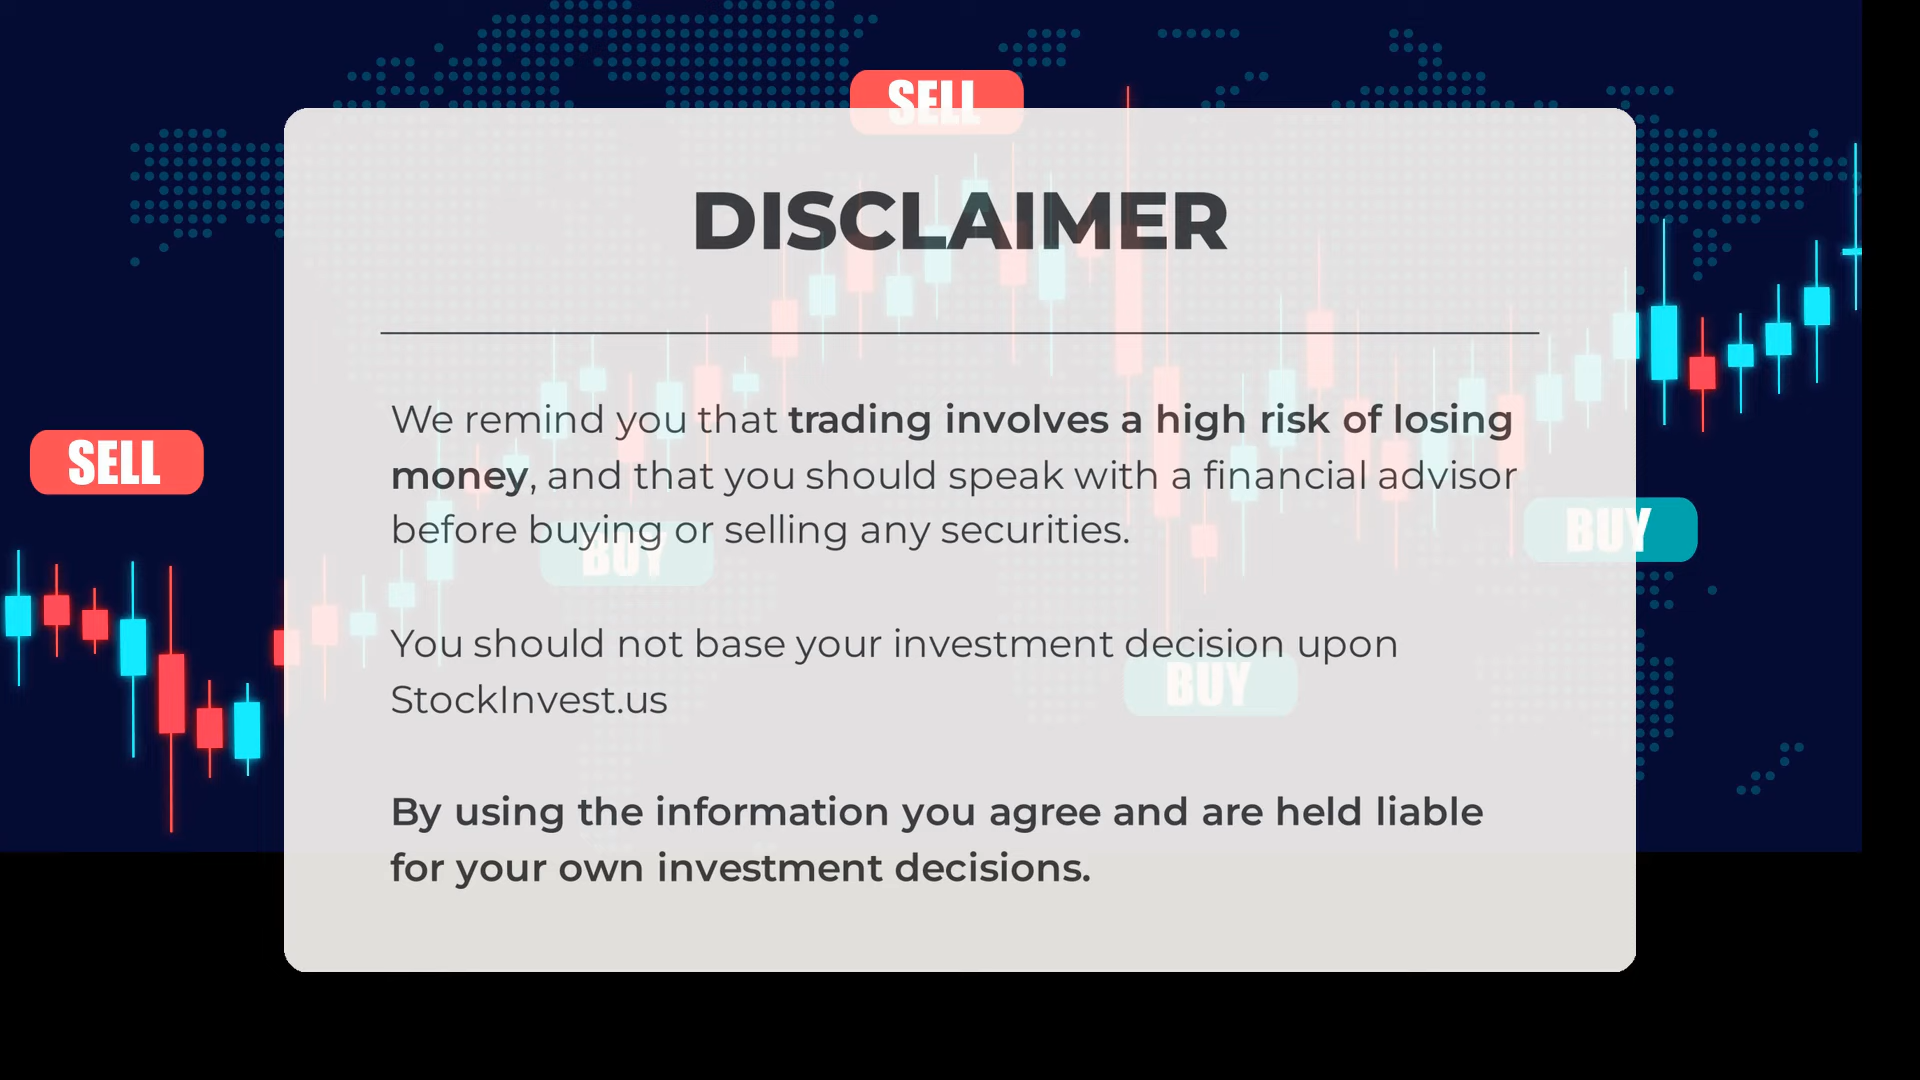 SELL
DISCLAIMER
We remind you that trading involves a high risk of losing
money, and that you should speak with a financial advisor
before buying or selling any securities.
SELL
BUY
BUY
You should not base your investment decision upon
StockInvest.us
BUY
By using the information you agree and are held liable
for your own investment decisions.